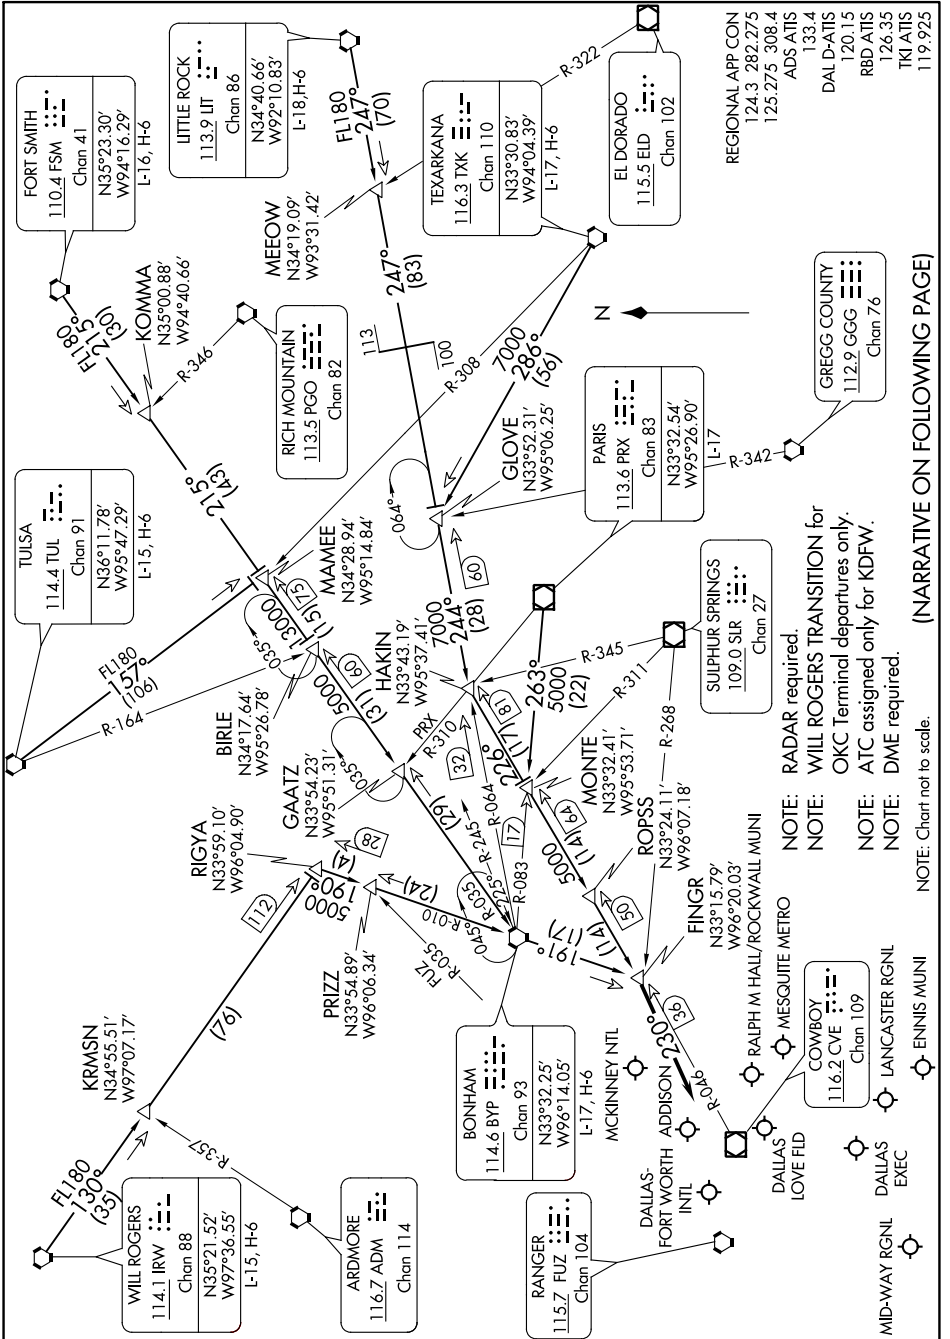 REGIONAL APP CON
124.3 282.275
125.275 308.4
ADS ATIS
133.4
DAL D-ATIS
120.15
RBD ATIS
126.35
TKI ATIS
119.925
FORT SMITH
110.4 FSM
Chan 41
N35°23.30'
W94°16.29'
L-16, H-6
LITTLE ROCK
113.9 LIT
Chan 86
N34°40.66'
W92°10.83'
L-18,H-6
FL180
247°
(70)
R-322
EL DORADO
115.5 ELD
Chan 102
TEXARKANA
116.3 TXK
Chan 110
N33°30.83'
W94°04.39'
L-17, H-6
MEEOW
N34°19.09'
W93°31.42'
247°
(83)
113
100
FL180
215°
(30)
KOMMA
N35°00.88'
W94°40.66'
R-346
RICH MOUNTAIN
113.5 PGO
Chan 82
R-308
7000
286°
(56)
N
GREGG COUNTY
112.9 GGG
Chan 76
R-342
TULSA
114.4 TUL
Chan 91
N36°11.78'
W95°47.29'
L-15, H-6
215°
(43)
GLOVE
N33°52.31'
W95°06.25'
064°
PARIS
113.6 PRX
Chan 83
N33°32.54'
W95°26.90'
L-17
MAMEE
N34°28.94'
W95°14.84'
FL180
157°
(106)
R-164
13000
(15)
75
035°
BIRLE
N34°17.64'
W95°26.78'
5000
(31)
60
7000
244°
(28)
60
HAKIN
N33°43.19'
W95°37.41'
R-345
SULPHUR SPRINGS
109.0 SLR
Chan 27
R-311
R-268
263°
5000
(22)
PRX
R-310
GAATZ
N33°54.23'
W95°51.31'
035°
(29)
32
81
226°
(17)
MONTE
N33°32.41'
W95°53.71'
R-064
R-245
225°
R-083
17
64
5000
(14)
ROPSS
N33°24.11'
W96°07.18'
50
(14)
RIGYA
N33°59.10'
W96°04.90'
28
(4)
190°
5000
112
(24)
R-010
R-035
045°
PRIZZ
N33°54.89'
W96°06.34'
FUZ
R-035
191°
(17)
FINGR
N33°15.79'
W96°20.03'
KRMSN
N34°55.51'
W97°07.17'
(76)
FL180
130°
(35)
R-357
WILL ROGERS
114.1 IRW
Chan 88
N35°21.52'
W97°36.55'
L-15, H-6
ARDMORE
116.7 ADM
Chan 114
BONHAM
114.6 BYP
Chan 93
N33°32.25'
W96°14.05'
L-17, H-6
36
230°
R-046
MCKINNEY NTL
ADDISON
RALPH M HALL/ROCKWALL MUNI
MESQUITE METRO
COWBOY
116.2 CVE
Chan 109
DALLAS-
FORT WORTH
INTL
DALLAS
LOVE FLD
LANCASTER RGNL
ENNIS MUNI
DALLAS
EXEC
MID-WAY RGNL
RANGER
115.7 FUZ
Chan 104
NOTE: RADAR required.
NOTE: WILL ROGERS TRANSITION for
OKC Terminal departures only.
NOTE: ATC assigned only for KDFW.
NOTE: DME required.
NOTE: Chart not to scale.
(NARRATIVE ON FOLLOWING PAGE)